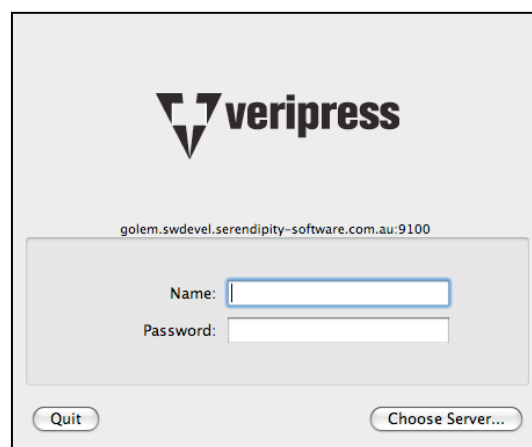 veripress
golem.swdevel.serendipity-software.com.au:9100
Name:
Password:
Quit
Choose Server...